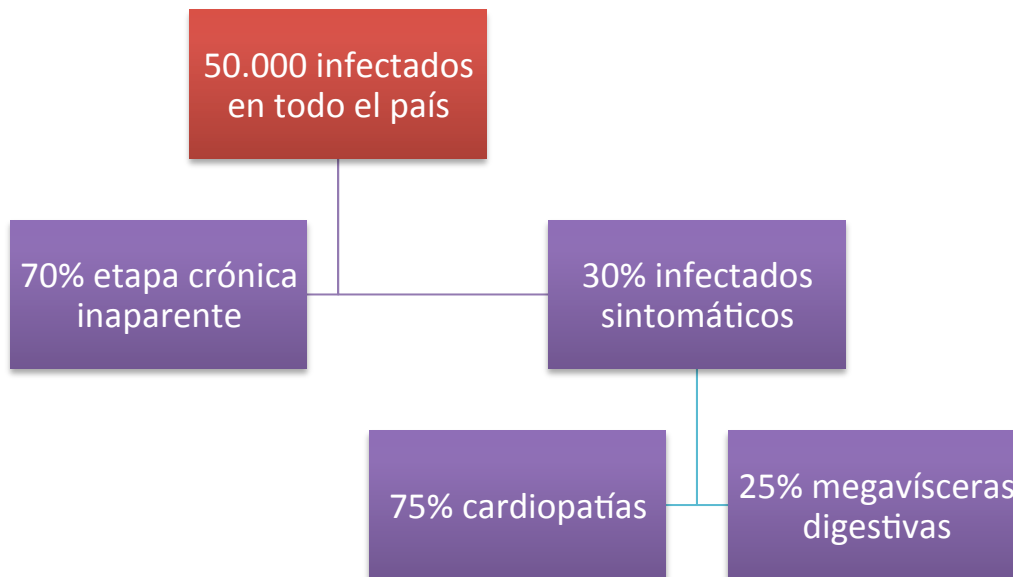 50.000 infectados
en todo el país
70% etapa crónica
inaparente
30% infectados
sintomáticos
75% cardiopatías
25% megavísceras
digestivas